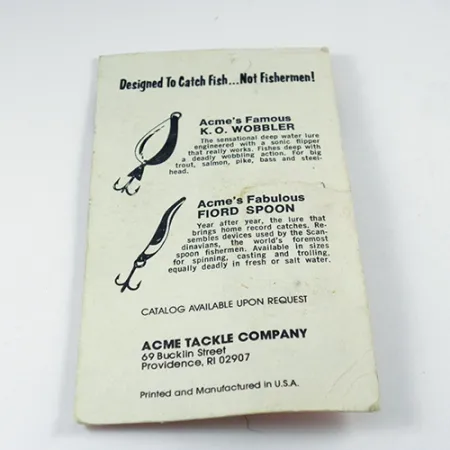 Designed To Catch Fish...Not Fishermen!
Acme's Famous
K. O. WOBBLER
The sensational deep water lure
engineered with a sonic flipper
that really works. Fishes deep with
a deadly wobbling action. For big
trout, salmon, pike, bass and steel-
head.
Acme's Fabulous
FIORD SPOON
Year after year, the lure that
brings home record catches. Re-
sembles devices used by the Scan-
dinavians, the world's foremost
spoon fishermen. Available in sizes
for spinning, casting and trolling,
equally deadly in fresh or salt water.
CATALOG AVAILABLE UPON REQUEST
ACME TACKLE COMPANY
69 Bucklin Street
Providence, RI 02907
Printed and Manufactured in U.S.A.